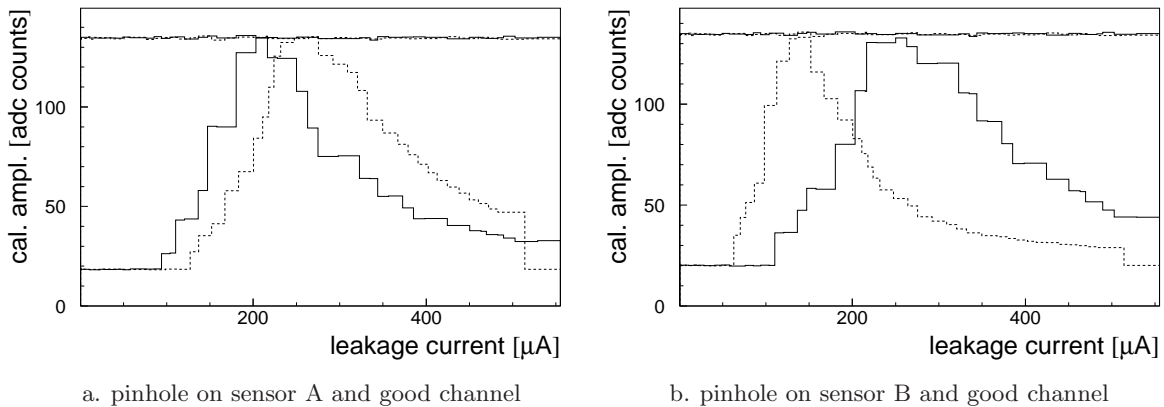 cal. ampl. [adc counts]
100
50
0
200
400
leakage current [μA]
a. pinhole on sensor A and good channel
cal. ampl. [adc counts]
100
50
0
200
400
leakage current [μA]
b. pinhole on sensor B and good channel